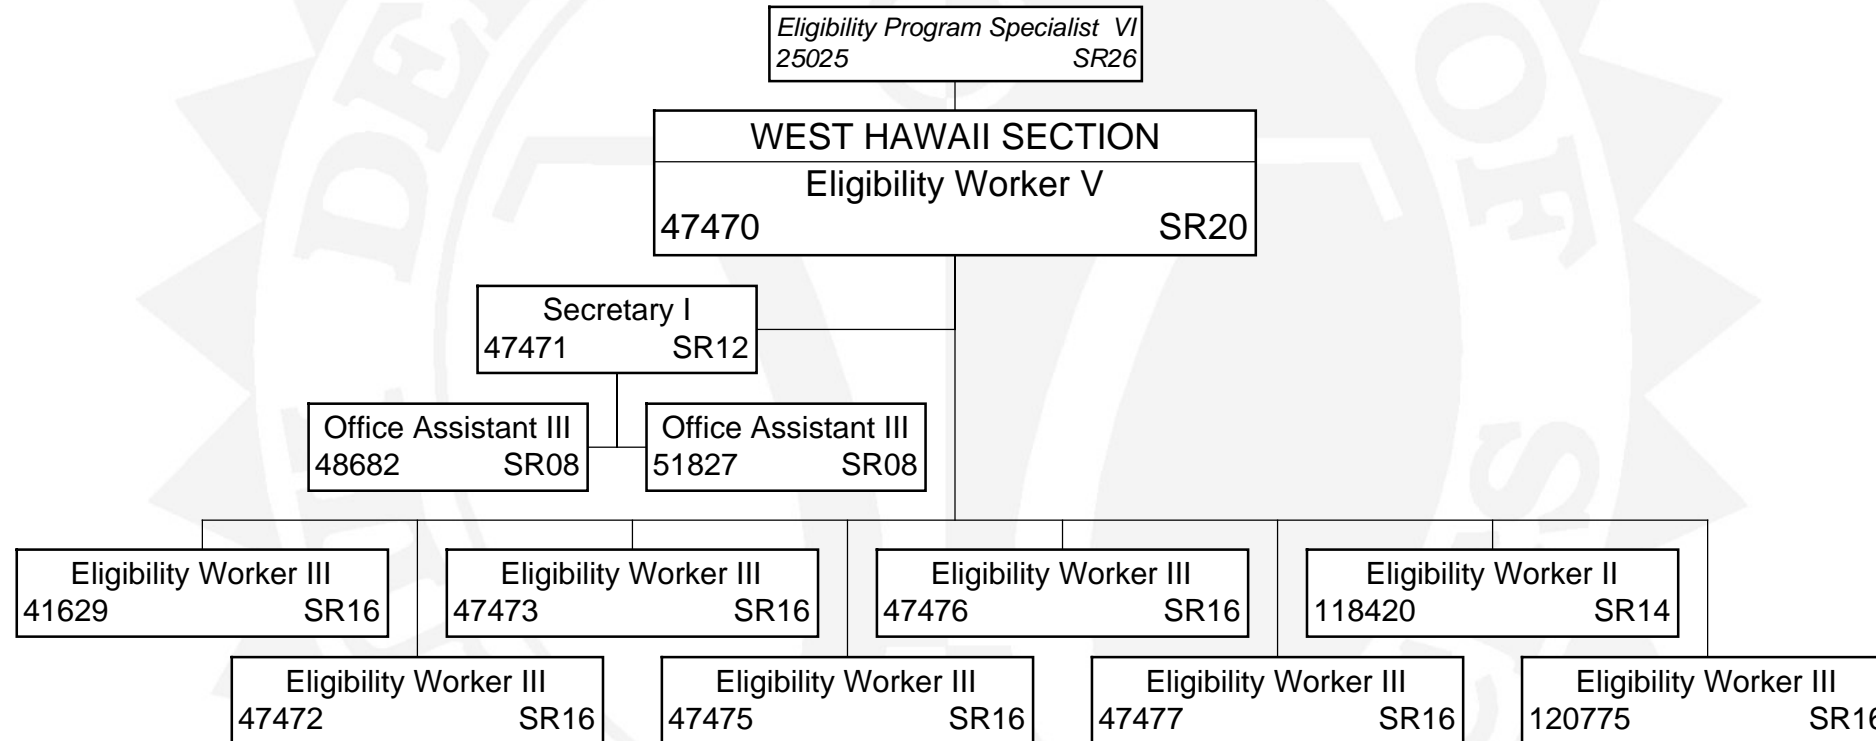 Eligibility Program Specialist VI
25025 SR26
WEST HAWAII SECTION
Eligibility Worker V
47470 SR20
Secretary I
47471 SR12
Office Assistant III
48682 SR08
Office Assistant III
51827 SR08
Eligibility Worker III
41629 SR16
Eligibility Worker III
47473 SR16
Eligibility Worker III
47476 SR16
Eligibility Worker II
118420 SR14
Eligibility Worker III
47472 SR16
Eligibility Worker III
47475 SR16
Eligibility Worker III
47477 SR16
Eligibility Worker III
120775 SR16
DE
OF